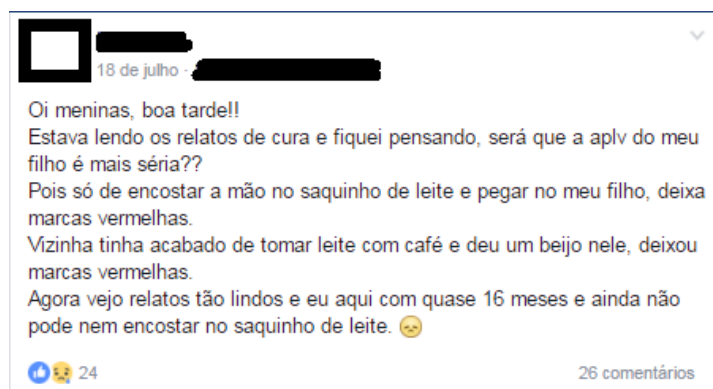 18 de julho ·
Oi meninas, boa tarde!!
Estava lendo os relatos de cura e fiquei pensando, será que a aplv do meu
filho é mais séria??
Pois só de encostar a mão no saquinho de leite e pegar no meu filho, deixa
marcas vermelhas.
Vizinha tinha acabado de tomar leite com café e deu um beijo nele, deixou
marcas vermelhas.
Agora vejo relatos tão lindos e eu aqui com quase 16 meses e ainda não
pode nem encostar no saquinho de leite. 😞
24
26 comentários